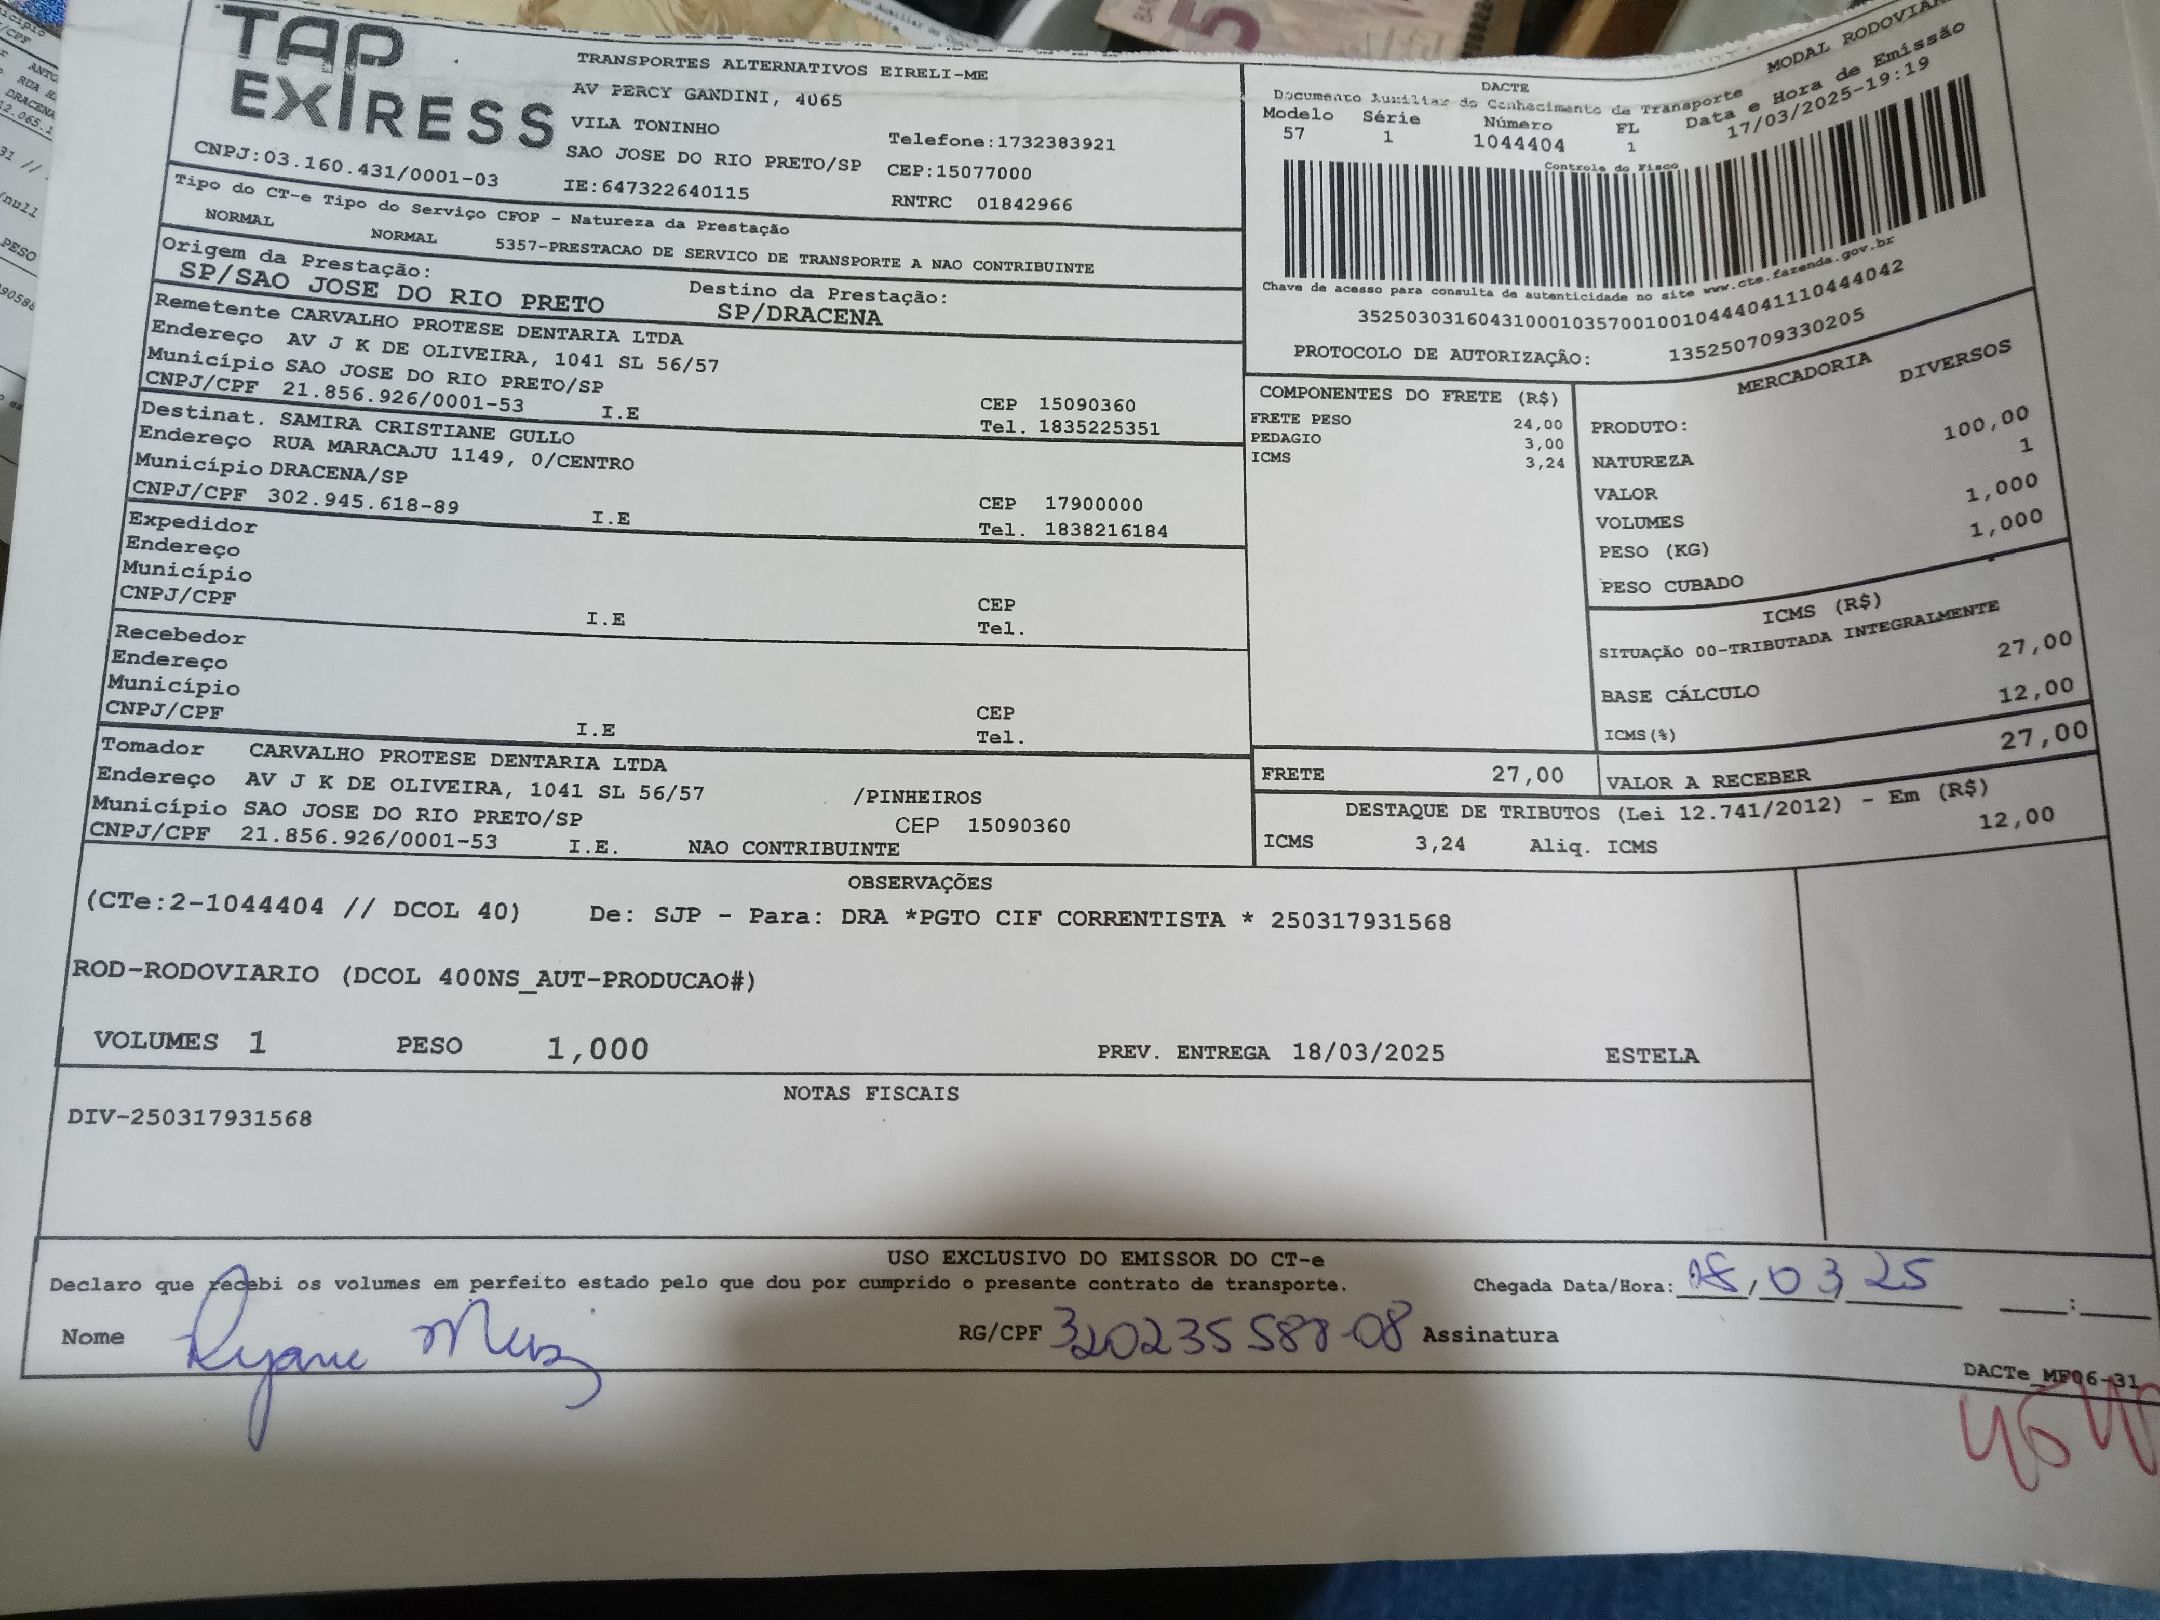 TAP
EXIRESS
TRANSPORTES ALTERNATIVOS EIRELI-ME
AV PERCY GANDINI, 4065
VILA TONINHO
Telefone:1732383921
SAO JOSE DO RIO PRETO/SP CEP:15077000
CNPJ:03.160.431/0001-03 IE:647322640115 RNTRC 01842966
Tipo do CT-e Tipo do Serviço CFOP - Natureza da Prestação
NORMAL NORMAL 5357-PRESTACAO DE SERVICO DE TRANSPORTE A NAO CONTRIBUINTE
Origem da Prestação: Destino da Prestação:
SP/SAO JOSE DO RIO PRETO SP/DRACENA
Remetente CARVALHO PROTESE DENTARIA LTDA
Endereço AV J K DE OLIVEIRA, 1041 SL 56/57
Município SAO JOSE DO RIO PRETO/SP CEP 15090360
CNPJ/CPF 21.856.926/0001-53 I.E Tel. 1835225351
Destinat. SAMIRA CRISTIANE GULLO
Endereço RUA MARACAJU 1149, 0/CENTRO
Município DRACENA/SP CEP 17900000
CNPJ/CPF 302.945.618-89 I.E Tel. 1838216184
Expedidor
Endereço
Município CEP
CNPJ/CPF I.E Tel.
Recebedor
Endereço
Município CEP
CNPJ/CPF I.E Tel.
Tomador CARVALHO PROTESE DENTARIA LTDA
Endereço AV J K DE OLIVEIRA, 1041 SL 56/57 /PINHEIROS
Município SAO JOSE DO RIO PRETO/SP CEP 15090360
CNPJ/CPF 21.856.926/0001-53 I.E. NAO CONTRIBUINTE
DACTE MODAL RODOVIAR
Documento Auxiliar do Conhecimento de Transporte
Modelo Série Número FL Data e Hora de Emissão
57 1 1044404 1 17/03/2025-19:19
Controle do Fisco
Chave de acesso para consulta de autenticidade no site www.cte.fazenda.gov.br
35250303160431000103570010010444041110444042
PROTOCOLO DE AUTORIZAÇÃO: 135250709330205
COMPONENTES DO FRETE (R$)
FRETE PESO 24,00
PEDAGIO 3,00
ICMS 3,24
MERCADORIA
PRODUTO: DIVERSOS
NATUREZA
VALOR 100,00
VOLUMES 1
PESO (KG) 1,000
PESO CUBADO 1,000
ICMS (R$)
SITUAÇÃO 00-TRIBUTADA INTEGRALMENTE
BASE CÁLCULO 27,00
ICMS(%) 12,00
FRETE 27,00 VALOR A RECEBER 27,00
DESTAQUE DE TRIBUTOS (Lei 12.741/2012) - Em (R$)
ICMS 3,24 Aliq. ICMS 12,00
OBSERVAÇÕES
(CTe:2-1044404 // DCOL 40) De: SJP - Para: DRA *PGTO CIF CORRENTISTA * 250317931568
ROD-RODOVIARIO (DCOL 400NS_AUT-PRODUCAO#)
VOLUMES 1 PESO 1,000 PREV. ENTREGA 18/03/2025 ESTELA
NOTAS FISCAIS
DIV-250317931568
USO EXCLUSIVO DO EMISSOR DO CT-e
Declaro que recebi os volumes em perfeito estado pelo que dou por cumprido o presente contrato de transporte. Chegada Data/Hora: 18/03/25 :
Nome RG/CPF 320235588-08 Assinatura
DACTe_MF06-31